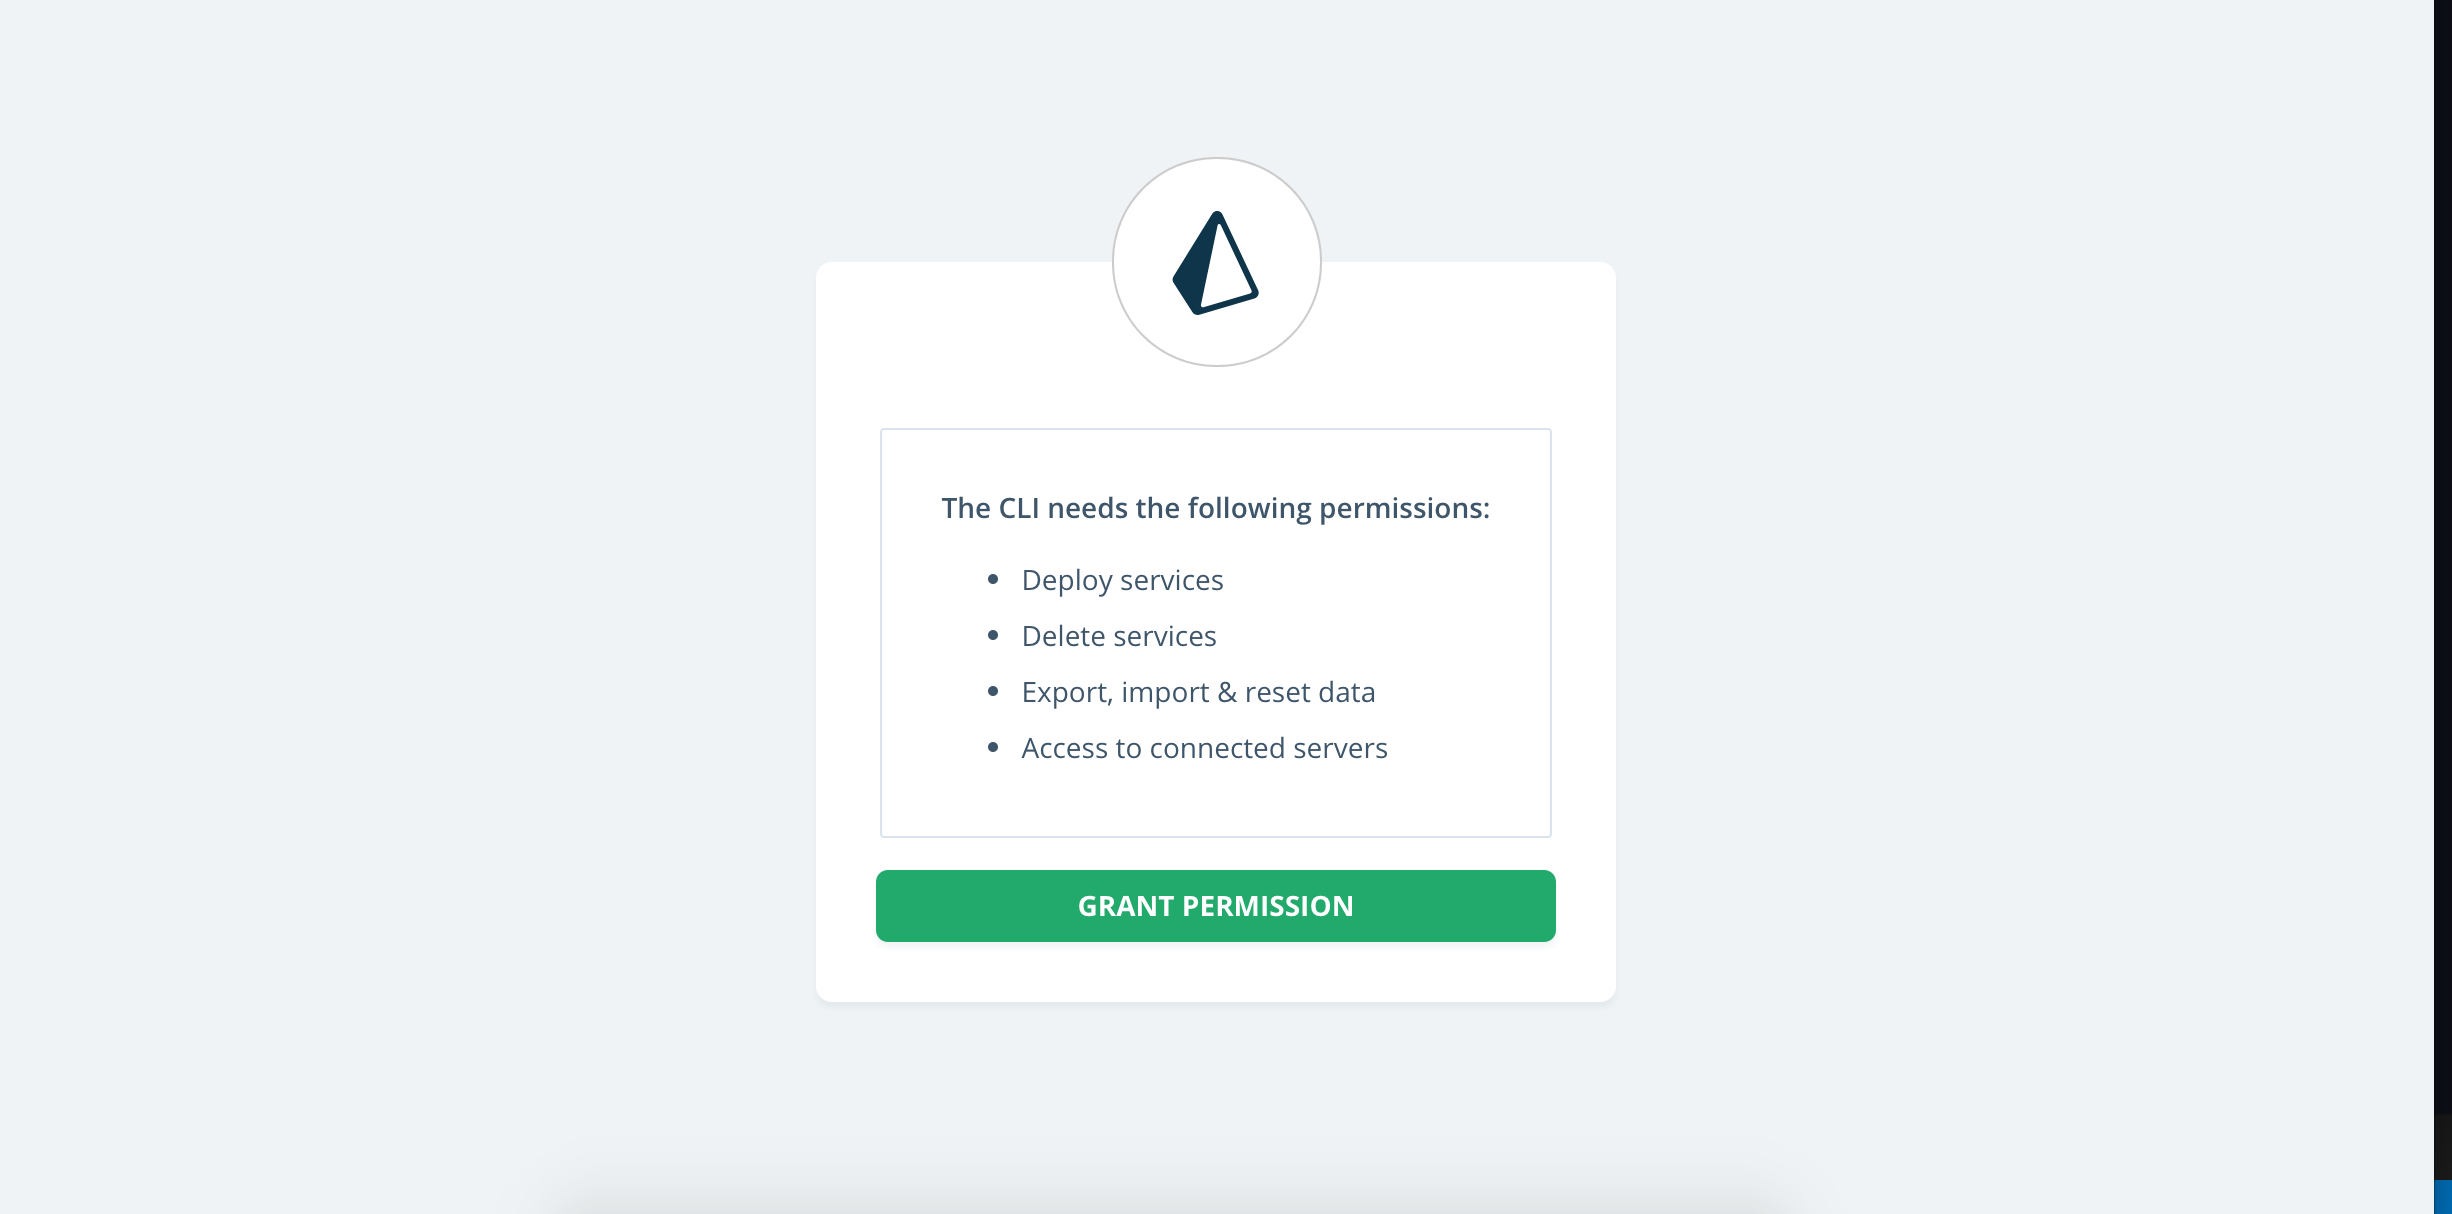 The CLI needs the following permissions:
• Deploy services
• Delete services
• Export, import & reset data
• Access to connected servers
GRANT PERMISSION